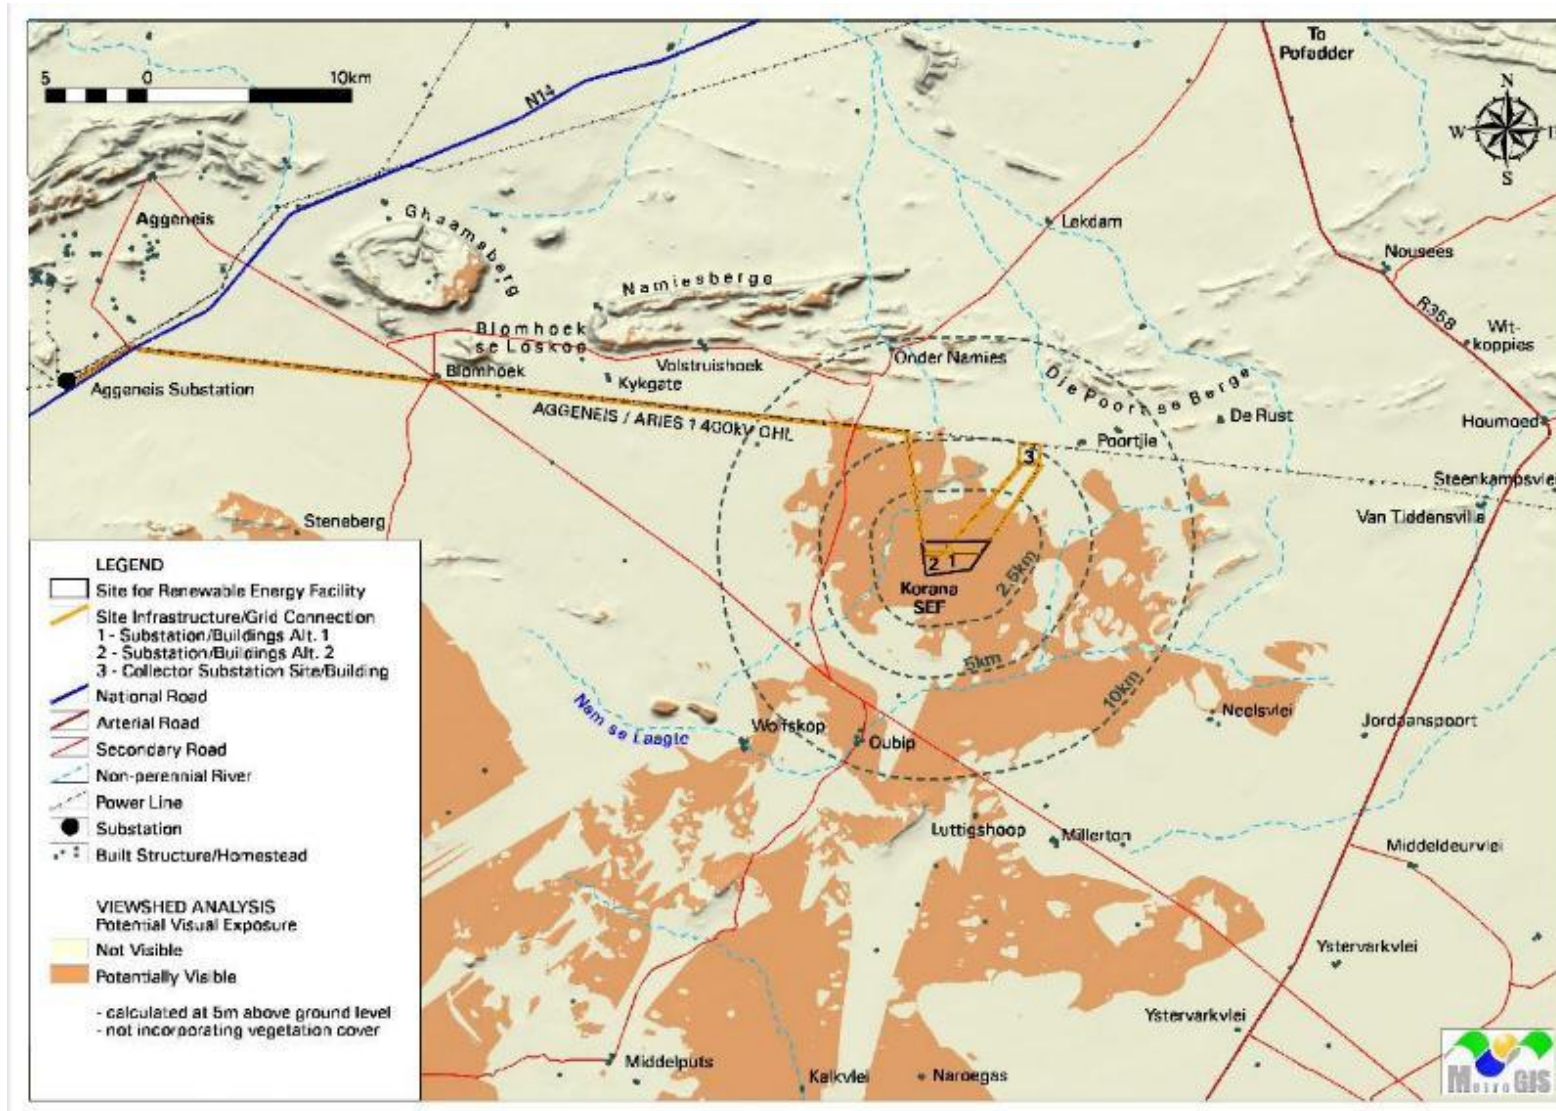 To
Pofadder
5 0 10km
N14
N
W E
S
Aggeneis
Ghaamsberg
Lekdam
Nousees
Namiesberge
R358
Blomhoek
se Loskop
Wit-
koppies
Onder Namies
Volstruishoek
Blomhoek
Kykgate
Aggeneis Substation
Die Poort se Berge
De Rust
AGGENEIS / ARIES 1 400kV OHL
Houmoed
Poortjie
3
Steenkampsvlei
Van Tiddensville
Steneberg
2 1
Korana
SEF
2.5km
5km
10km
LEGEND
Site for Renewable Energy Facility
Site Infrastructure/Grid Connection
1 - Substation/Buildings Alt. 1
2 - Substation/Buildings Alt. 2
3 - Collector Substation Site/Building
National Road
Arterial Road
Secondary Road
Non-perennial River
Power Line
Substation
Built Structure/Homestead
VIEWSHED ANALYSIS
Potential Visual Exposure
Not Visible
Potentially Visible
- calculated at 5m above ground level
- not incorporating vegetation cover
Nam se Laagte
Wolfskop
Oubip
Neelsvlei
Jordaanspoort
Luttigshoop
Millerton
Middeldeurvlei
Ystervarkvlei
Ystervarkvlei
Middelputs
Kalkvlei
Naroegas
MetroGIS